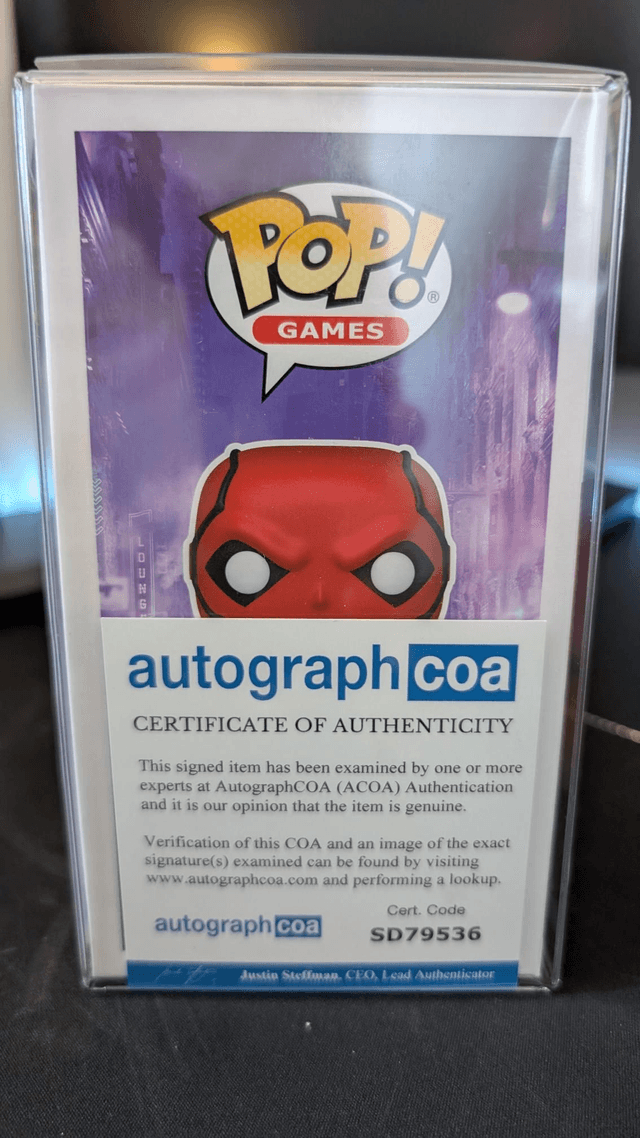 POP!®
GAMES
LOUNGE
autograph coa
CERTIFICATE OF AUTHENTICITY
This signed item has been examined by one or more
experts at AutographCOA (ACOA) Authentication
and it is our opinion that the item is genuine.
Verification of this COA and an image of the exact
signature(s) examined can be found by visiting
www.autographcoa.com and performing a lookup.
autograph coa
Cert. Code
SD79536
Justin Steffman, CEO, Lead Authenticator